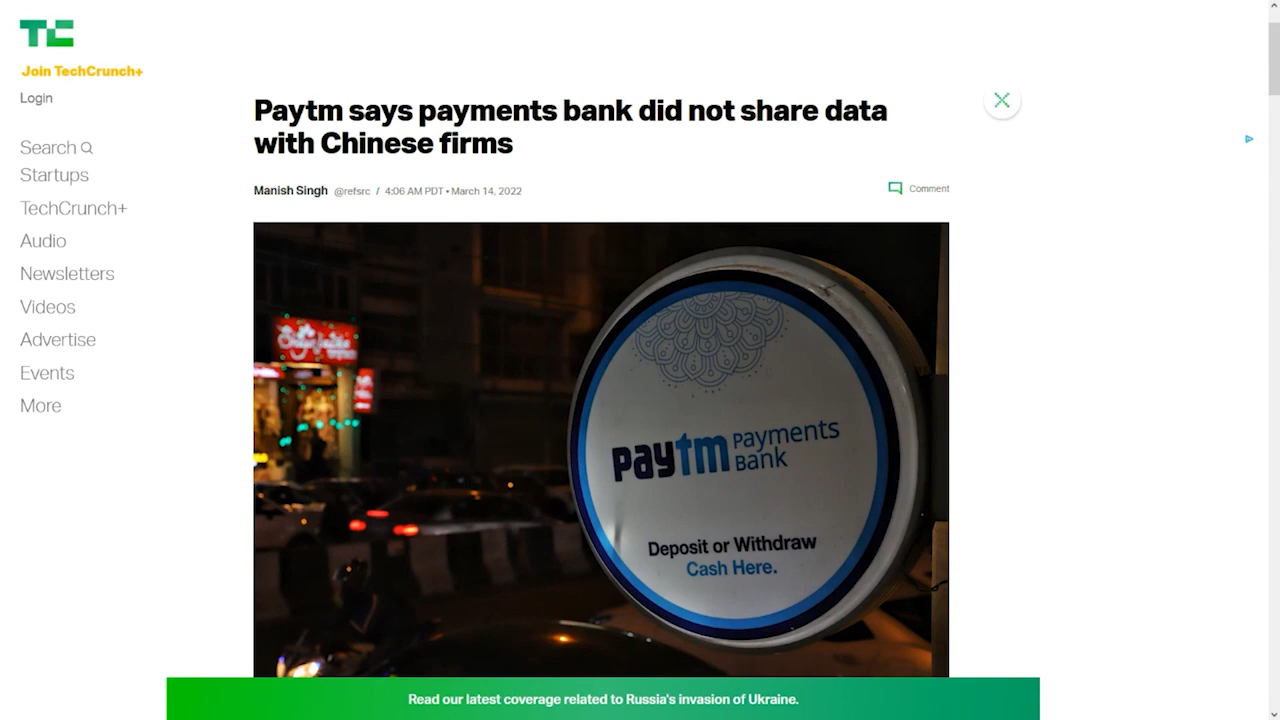 TC
Join TechCrunch+
Login
Search
Startups
TechCrunch+
Audio
Newsletters
Videos
Advertise
Events
More
Paytm says payments bank did not share data
with Chinese firms
Manish Singh @refsrc / 4:06 AM PDT • March 14, 2022
Comment
paytm Payments
Bank
Deposit or Withdraw
Cash Here.
Read our latest coverage related to Russia's invasion of Ukraine.